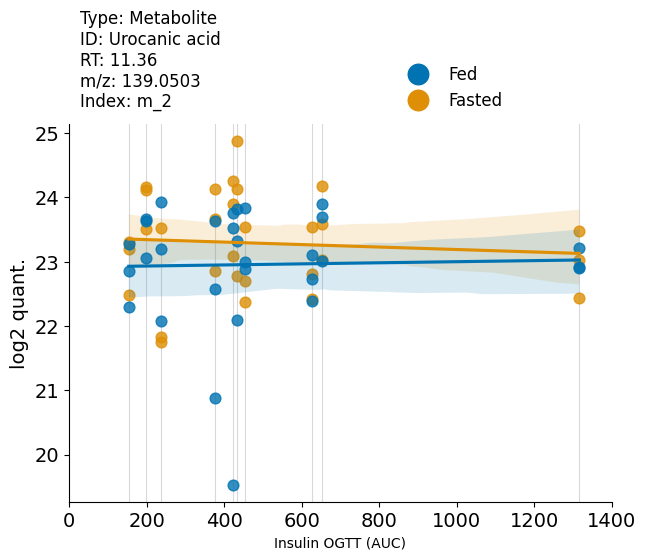 Type: Metabolite
ID: Urocanic acid
RT: 11.36
m/z: 139.0503
Index: m_2
Fed
Fasted
25
24
23
22
21
20
log2 quant.
0 200 400 600 800 1000 1200 1400
Insulin OGTT (AUC)